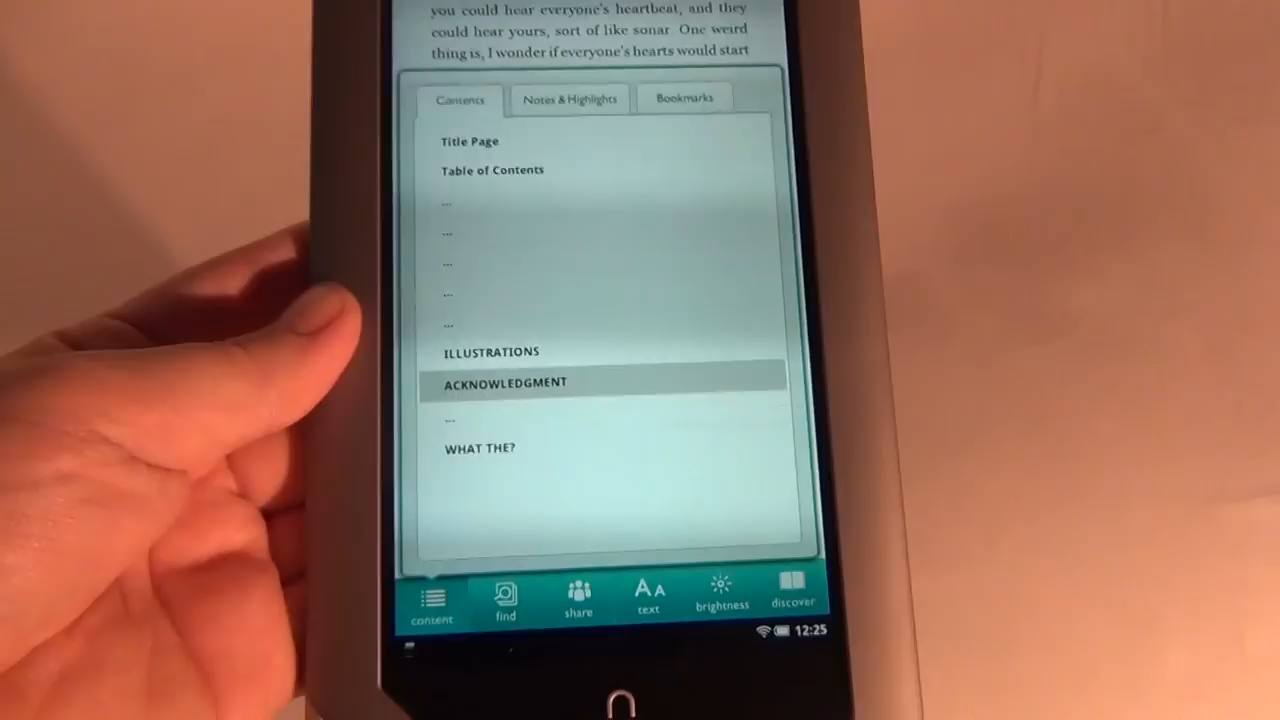 you could hear everyone's heartbeat, and they
could hear yours, sort of like sonar. One weird
thing is, I wonder if everyone's hearts would start
Contents Notes & Highlights Bookmarks
Title Page
Table of Contents
...
...
...
...
...
ILLUSTRATIONS
ACKNOWLEDGMENT
...
WHAT THE?
content find share AA text brightness discover
12:25